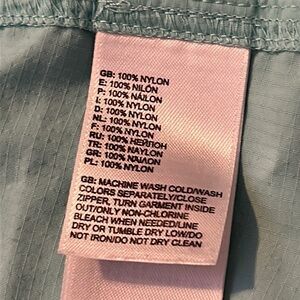 GB: 100% NYLON
E: 100% NILÓN
P: 100% NÁILON
I: 100% NYLON
D: 100% NYLON
NL: 100% NYLON
F: 100% NYLON
RU: 100%
TR: 100% NAYLON
GR: 100%
PL: 100% NYLON
GB: MACHINE WASH COLD/WASH
COLORS SEPARATELY/CLOSE
ZIPPER, TURN GARMENT INSIDE
OUT/ONLY NON-CHLORINE
BLEACH WHEN NEEDED/LINE
DRY OR TUMBLE DRY LOW/DO
NOT IRON/DO NOT DRY CLEAN